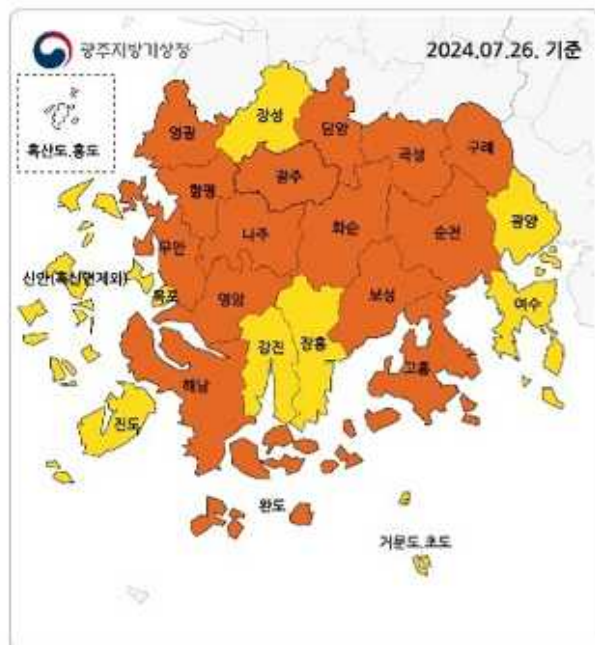 광주지방기상청
2024.07.26. 기준
흑산도.홍도
장성
담양
영광
곡성
구례
함평
광주
광양
무안
나주
화순
순천
신안(흑산면제외)
목포
영암
보성
여수
강진
장흥
해남
고흥
진도
완도
거문도.초도